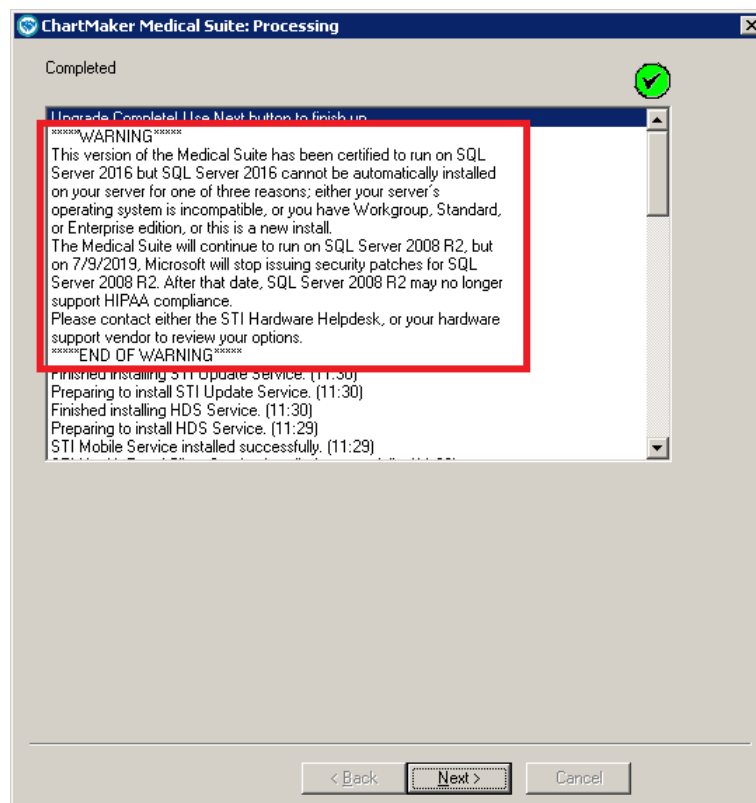 ChartMaker Medical Suite: Processing
Completed
Upgrade Complete! Use Next button to finish up
*****WARNING*****
This version of the Medical Suite has been certified to run on SQL
Server 2016 but SQL Server 2016 cannot be automatically installed
on your server for one of three reasons; either your server's
operating system is incompatible, or you have Workgroup, Standard,
or Enterprise edition, or this is a new install.
The Medical Suite will continue to run on SQL Server 2008 R2, but
on 7/9/2019, Microsoft will stop issuing security patches for SQL
Server 2008 R2. After that date, SQL Server 2008 R2 may no longer
support HIPAA compliance.
Please contact either the STI Hardware Helpdesk, or your hardware
support vendor to review your options.
*****END OF WARNING*****
Finished installing STI Update Service. (11:30)
Preparing to install STI Update Service. (11:30)
Finished installing HDS Service. (11:30)
Preparing to install HDS Service. (11:29)
STI Mobile Service installed successfully. (11:29)
< Back
Next >
Cancel